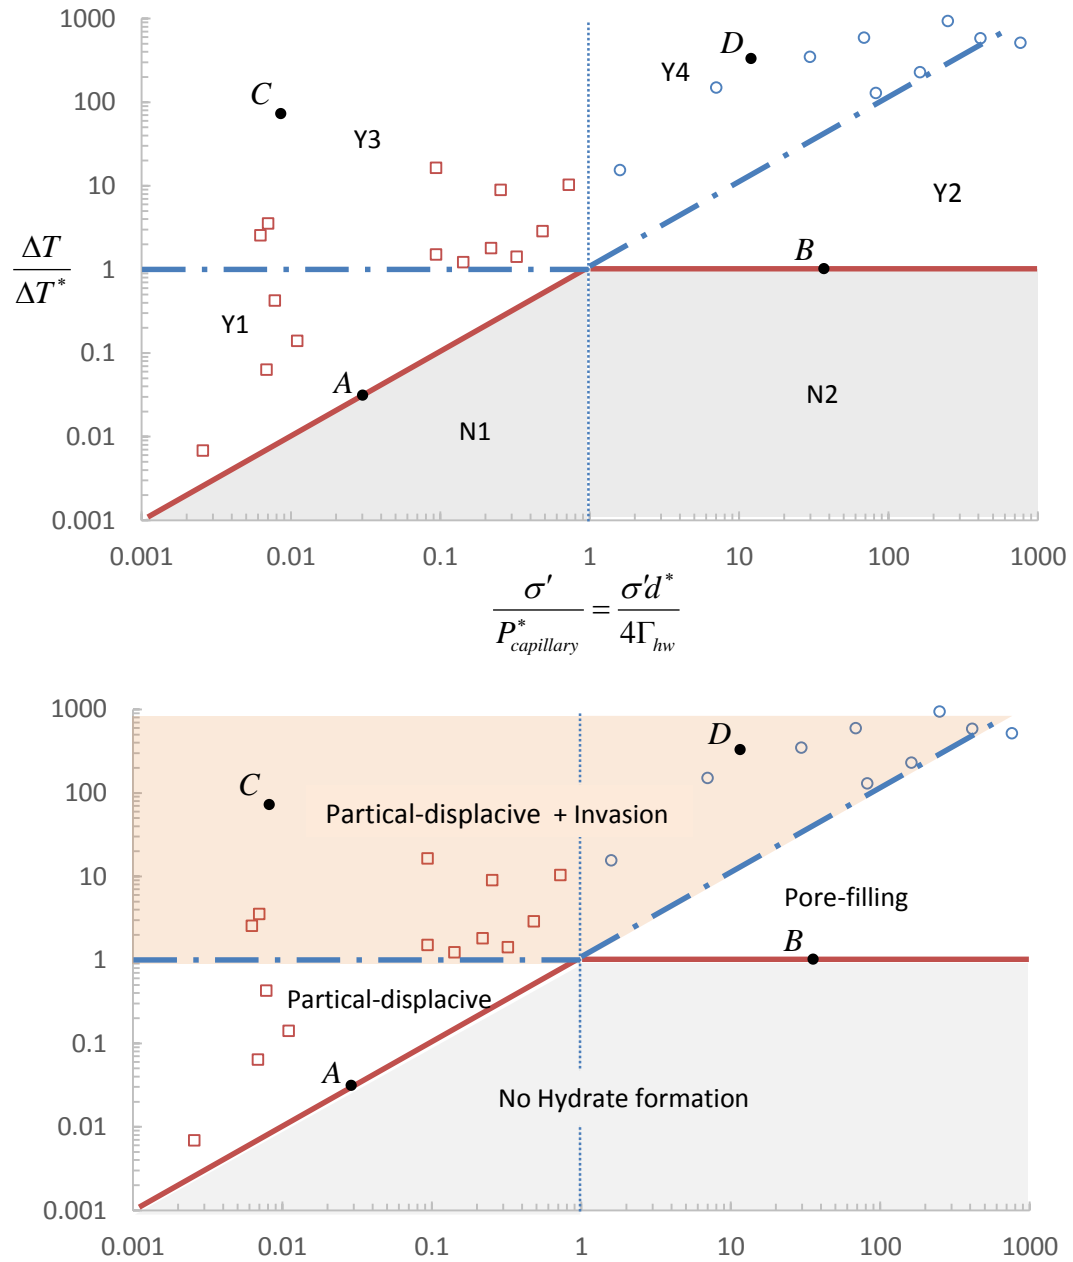 1000
D
Y4
C
100
Y3
10
Y2
ΔT
ΔT*
1
B
Y1
0.1
A
N2
N1
0.01
0.001
0.001 0.01 0.1 1 10 100 1000
σ′ / P*capillary = σ′d* / 4Γhw
1000
D
C
100
Partical-displacive + Invasion
10
Pore-filling
B
1
Partical-displacive
0.1
A
No Hydrate formation
0.01
0.001
0.001 0.01 0.1 1 10 100 1000